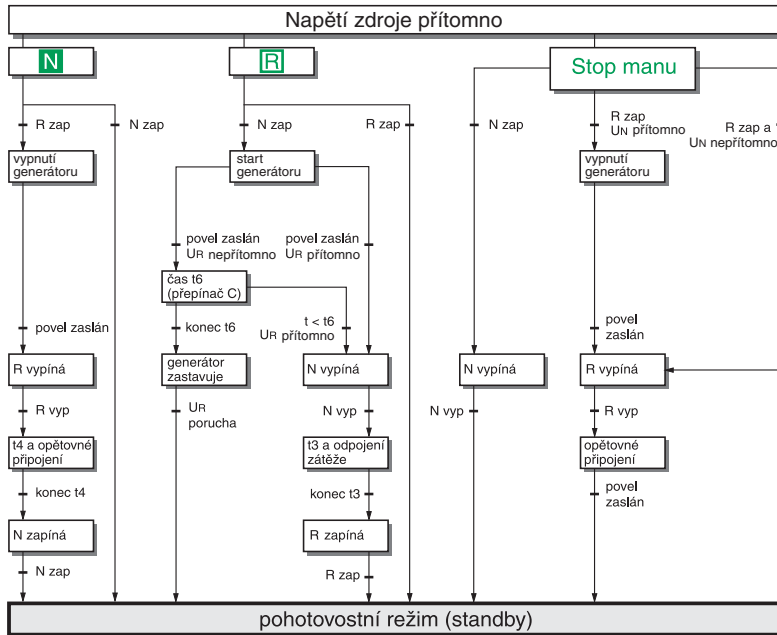 Napětí zdroje přítomno
N
R
Stop manu
R zap
N zap
N zap
R zap
N zap
R zap
UN přítomno
R zap a
UN nepřítomno
vypnutí
generátoru
start
generátoru
vypnutí
generátoru
povel zaslán
UR nepřítomno
povel zaslán
UR přítomno
čas t6
(přepínač C)
povel zaslán
konec t6
t < t6
UR přítomno
povel
zaslán
R vypíná
generátor
zastavuje
N vypíná
N vypíná
R vypíná
R vyp
UR
porucha
N vyp
N vyp
R vyp
t4 a opětovné
připojení
t3 a odpojení
zátěže
opětovné
připojení
konec t4
konec t3
povel
zaslán
N zapíná
R zapíná
N zap
R zap
pohotovostní režim (standby)